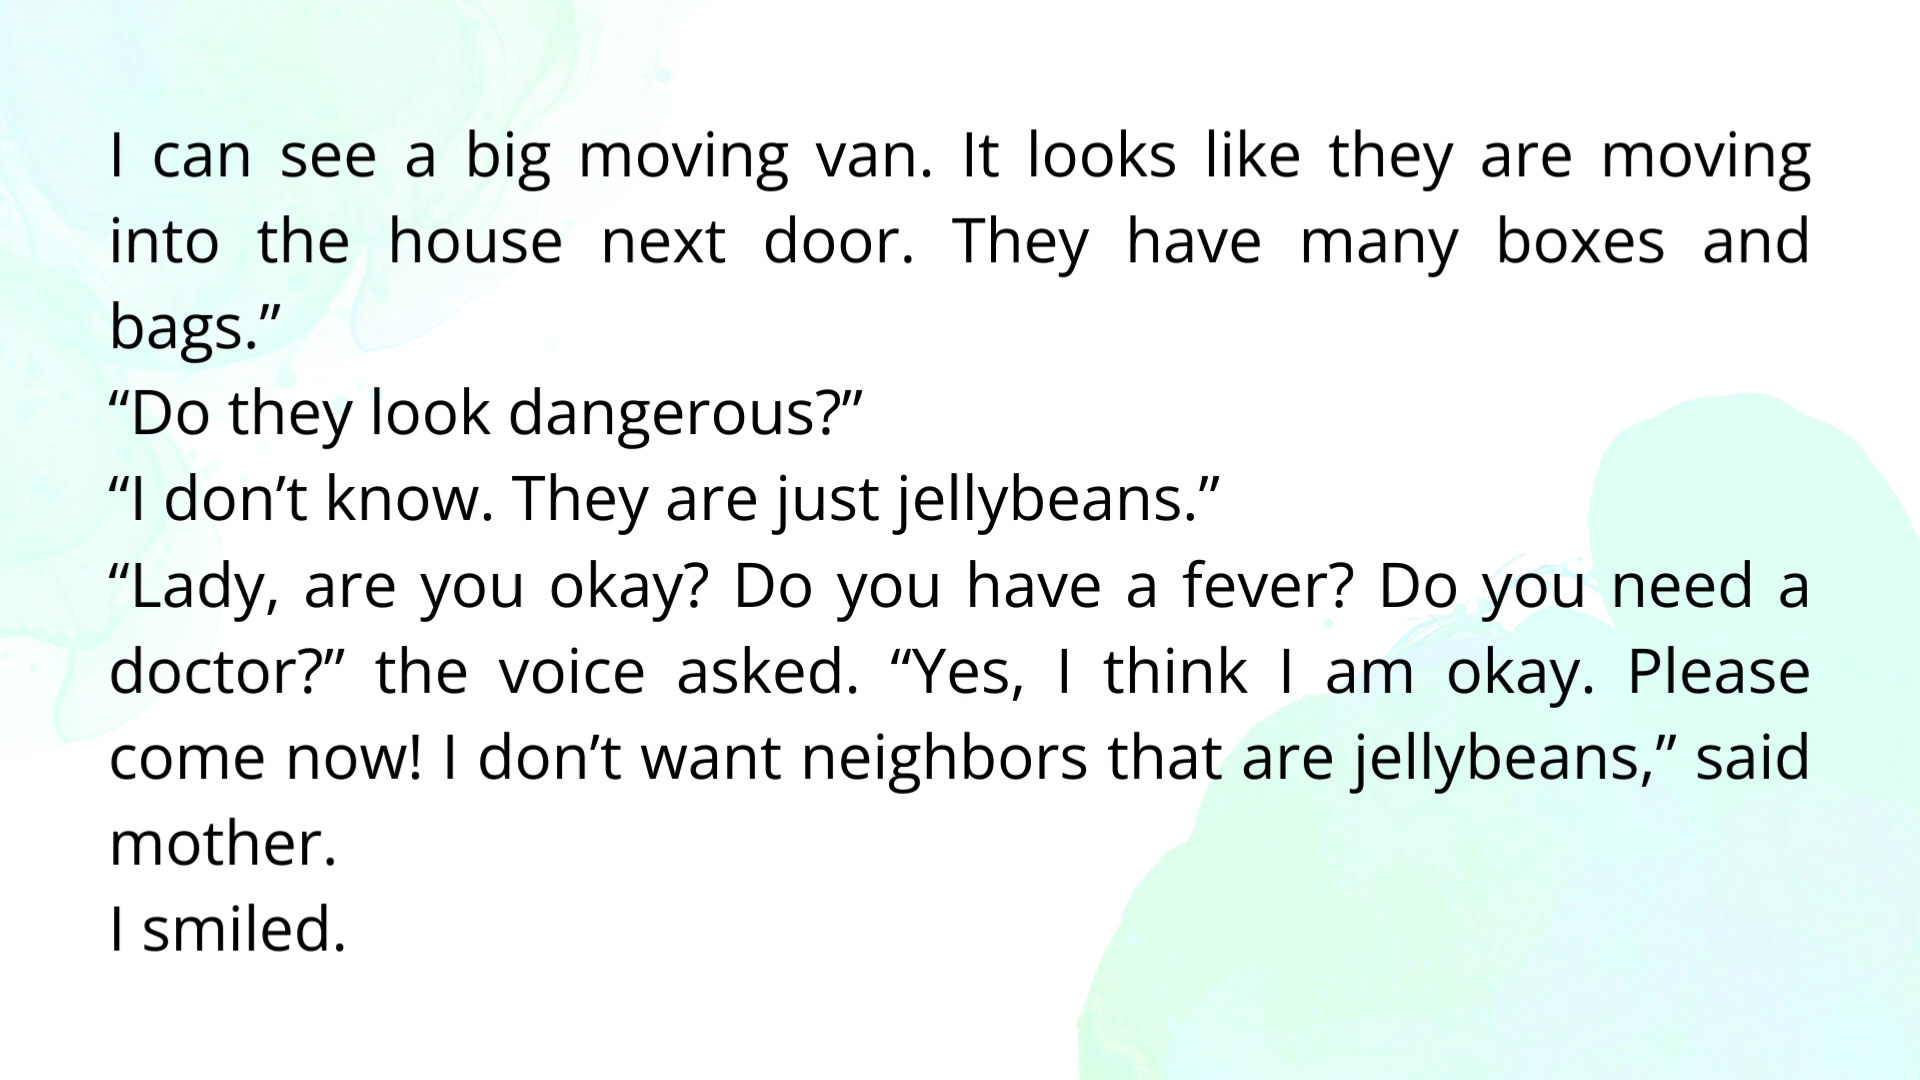 I can see a big moving van. It looks like they are moving
into the house next door. They have many boxes and
bags.”
“Do they look dangerous?”
“I don’t know. They are just jellybeans.”
“Lady, are you okay? Do you have a fever? Do you need a
doctor?” the voice asked. “Yes, I think I am okay. Please
come now! I don’t want neighbors that are jellybeans,” said
mother.
I smiled.